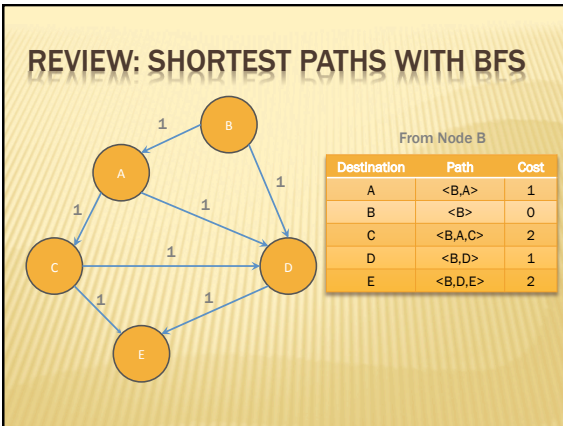 REVIEW: SHORTEST PATHS WITH BFS
B
1
A
1
1
1
C
1
D
1
1
E
From Node B
Destination Path Cost
A <B,A> 1
B <B> 0
C <B,A,C> 2
D <B,D> 1
E <B,D,E> 2